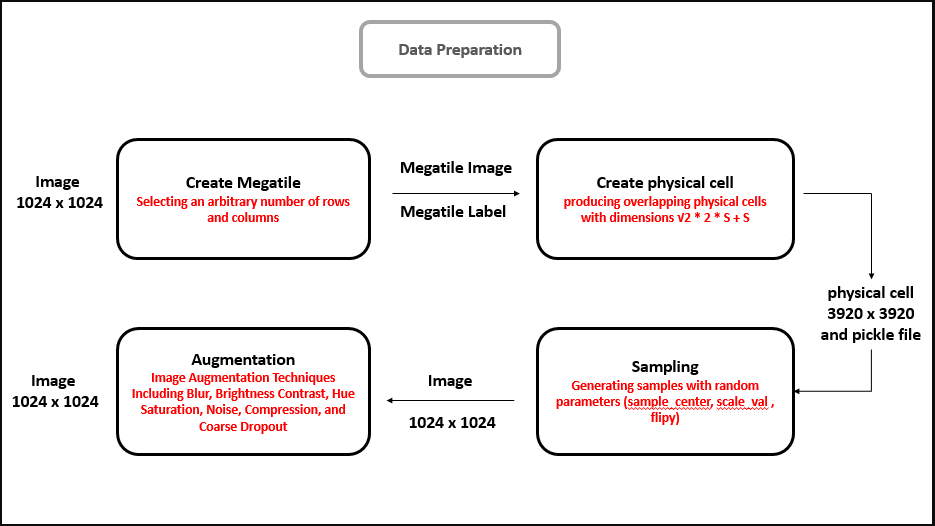 Data Preparation
Image
1024 x 1024
Create Megatile
Selecting an arbitrary number of rows
and columns
Megatile Image
Megatile Label
Create physical cell
producing overlapping physical cells
with dimensions √2 * 2 * S + S
physical cell
3920 x 3920
and pickle file
Sampling
Generating samples with random
parameters (sample_center, scale_val ,
flipy)
Image
1024 x 1024
Augmentation
Image Augmentation Techniques
Including Blur, Brightness Contrast, Hue
Saturation, Noise, Compression, and
Coarse Dropout
Image
1024 x 1024